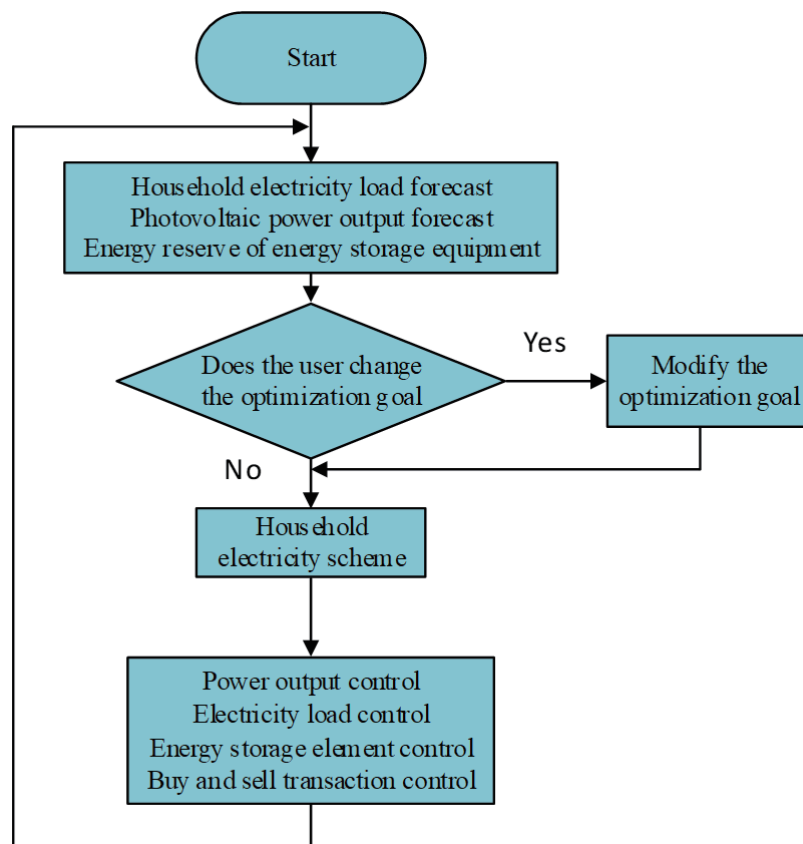 Start
Household electricity load forecast
Photovoltaic power output forecast
Energy reserve of energy storage equipment
Does the user change
the optimization goal
Yes
Modify the
optimization goal
No
Household
electricity scheme
Power output control
Electricity load control
Energy storage element control
Buy and sell transaction control